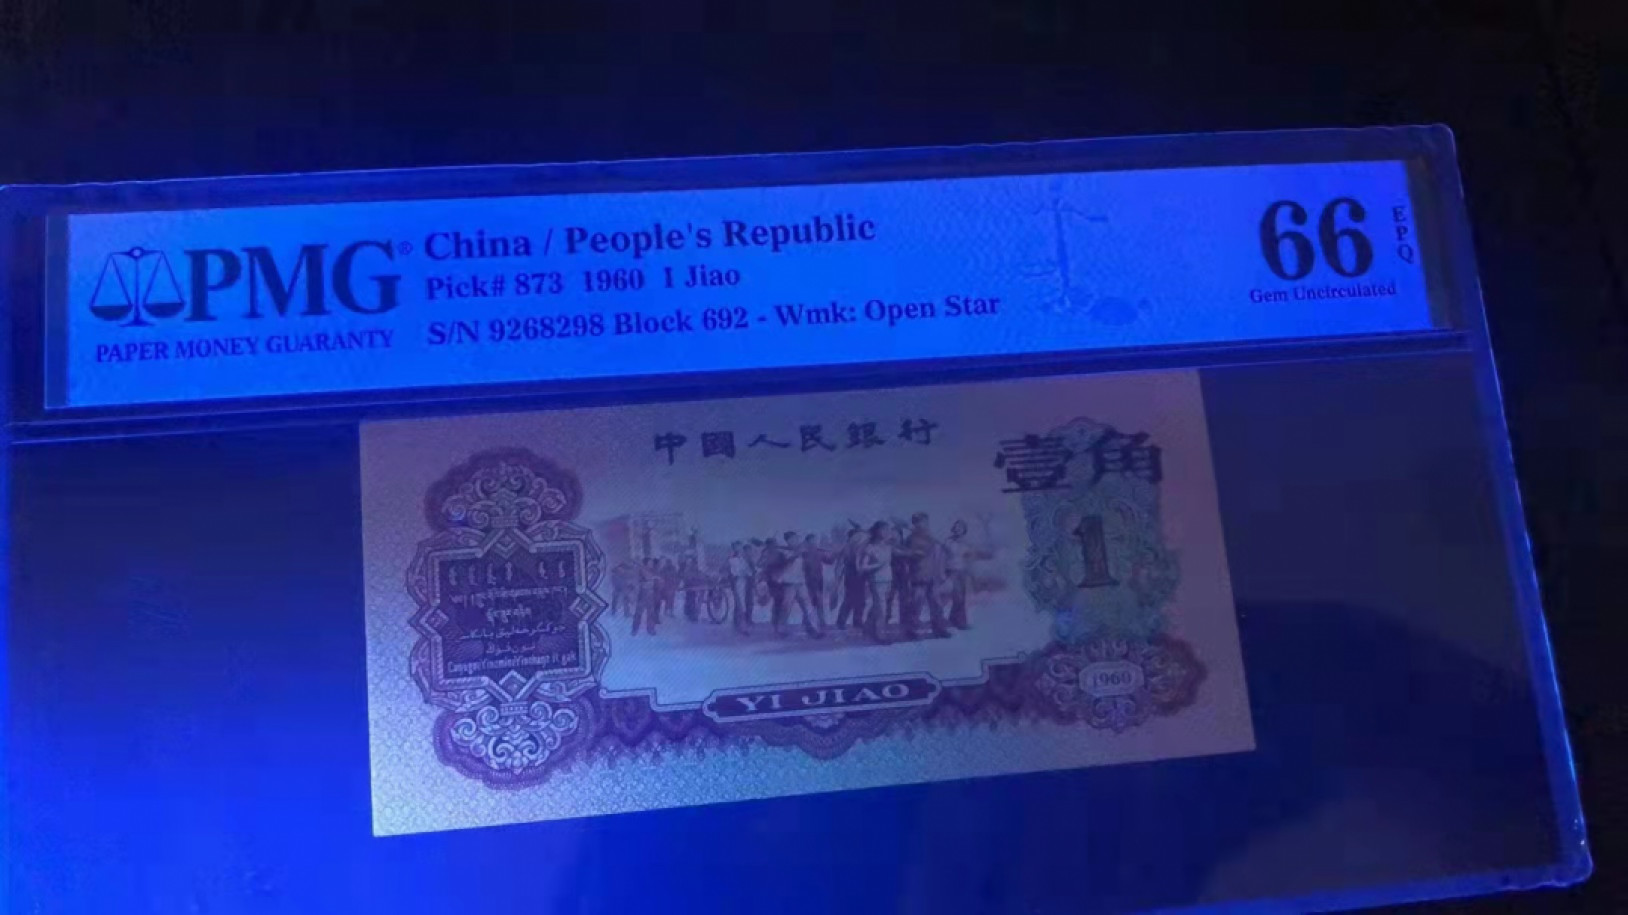 PMG®
PAPER MONEY GUARANTY
China / People's Republic
Pick# 873 1960 1 Jiao
S/N 9268298 Block 692 - Wmk: Open Star
66
EPQ
Gem Uncirculated
中國人民銀行
壹角
1
YI JIAO
1960